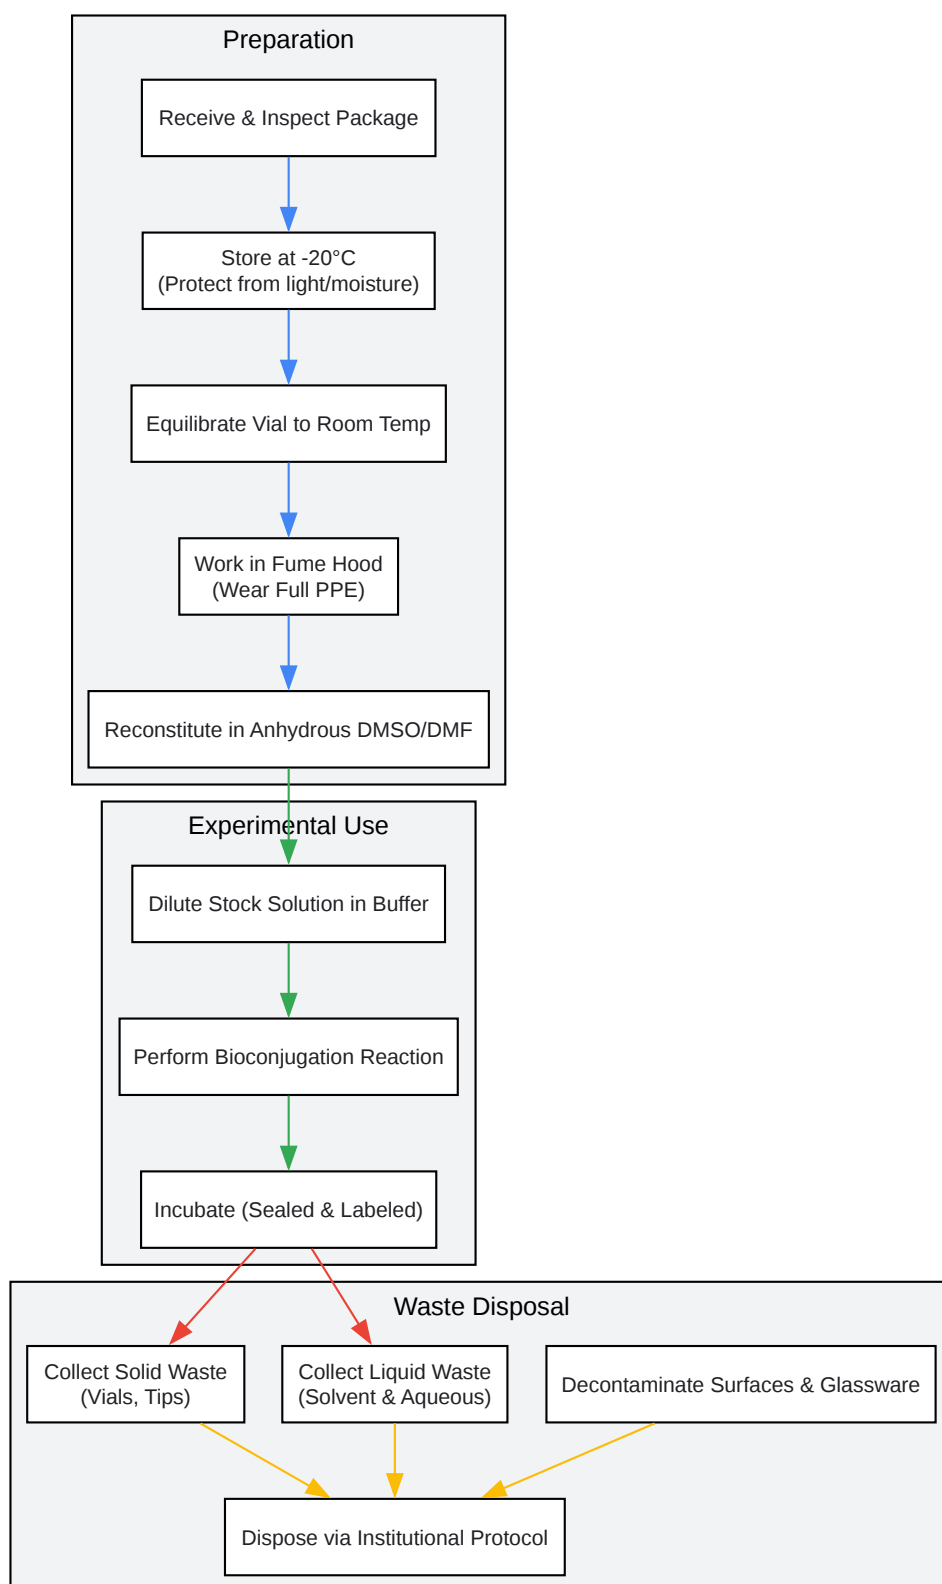 Preparation
Receive & Inspect Package
Store at -20°C
(Protect from light/moisture)
Equilibrate Vial to Room Temp
Work in Fume Hood
(Wear Full PPE)
Reconstitute in Anhydrous DMSO/DMF
Experimental Use
Dilute Stock Solution in Buffer
Perform Bioconjugation Reaction
Incubate (Sealed & Labeled)
Waste Disposal
Collect Solid Waste
(Vials, Tips)
Collect Liquid Waste
(Solvent & Aqueous)
Decontaminate Surfaces & Glassware
Dispose via Institutional Protocol